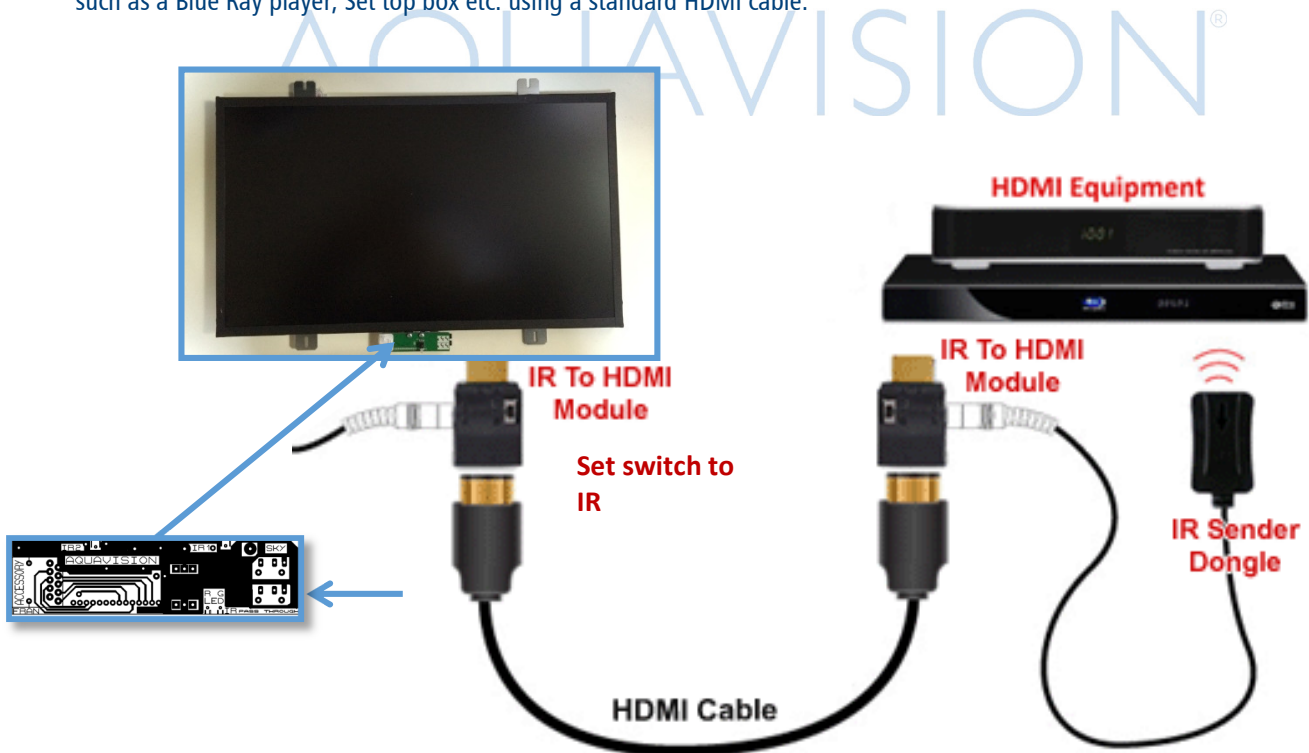 such as a Blue Ray player, Set top box etc. using a standard HDMI cable.
AQUAVISION®
HDMI Equipment
1001
IR To HDMI
Module
IR To HDMI
Module
Set switch to
IR
IR Sender
Dongle
IR2
IR1
SKY
AQUAVISION
ACCESSORY
R G
LED
IR PASS THROUGH
HDMI Cable